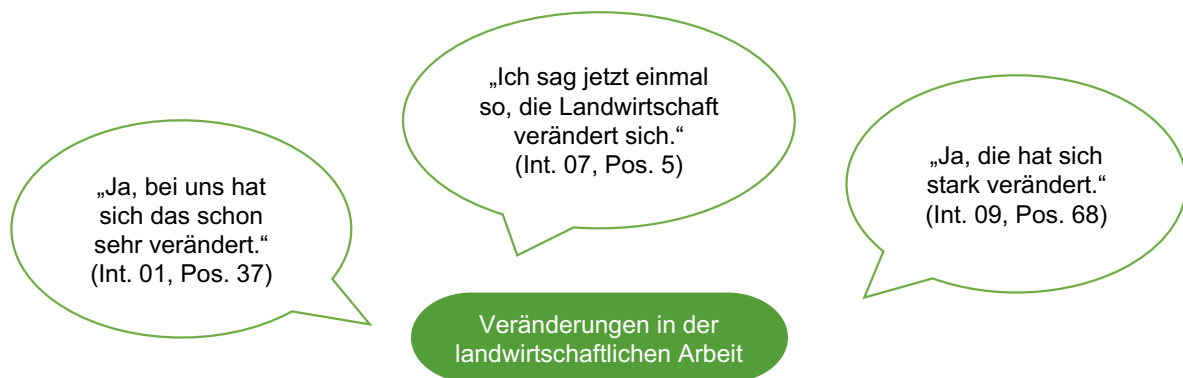 „Ich sag jetzt einmal
so, die Landwirtschaft
verändert sich.“
(Int. 07, Pos. 5)
„Ja, bei uns hat
sich das schon
sehr verändert.“
(Int. 01, Pos. 37)
„Ja, die hat sich
stark verändert.“
(Int. 09, Pos. 68)
Veränderungen in der
landwirtschaftlichen Arbeit